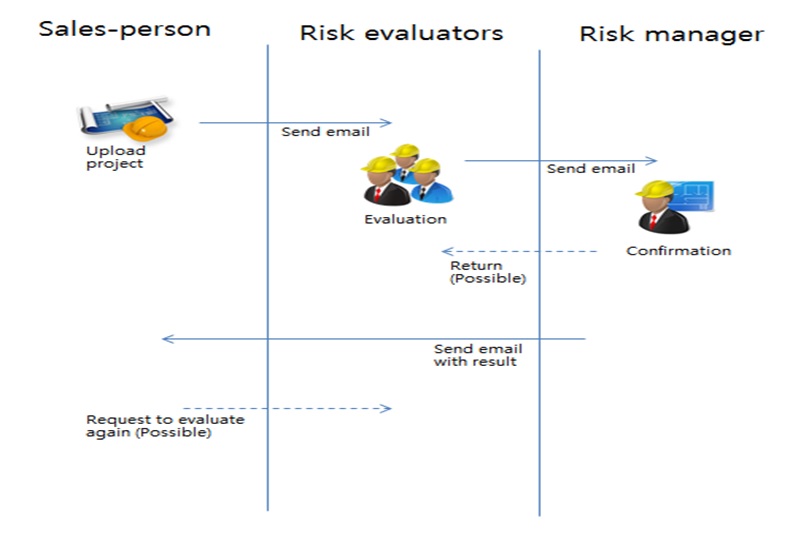 Sales-person
Risk evaluators
Risk manager
Upload
project
Send email
Evaluation
Send email
Confirmation
Return
(Possible)
Send email
with result
Request to evaluate
again (Possible)